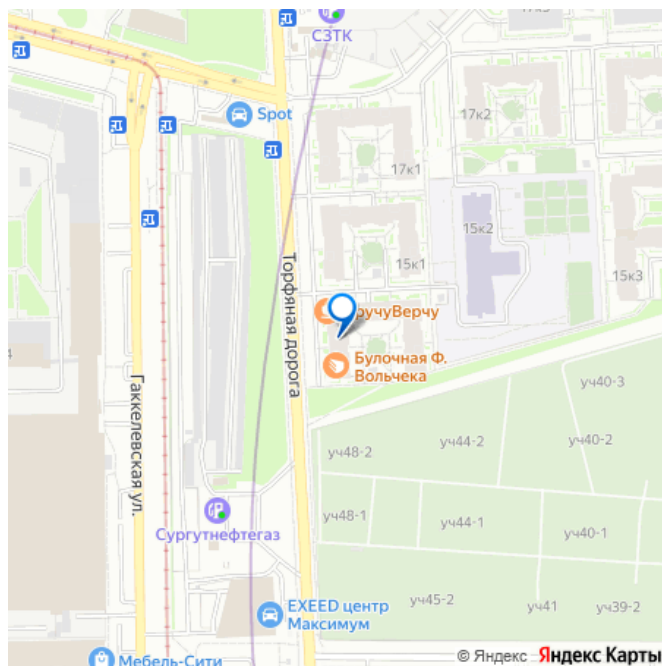 17к3
СЗТК
Spot
17к2
17к1
15к2
15к1
15к3
Торфяная дорога
ручуВерчу
Булочная Ф.
Вольчека
4
Гаккелевская ул.
уч40-3
уч48-2
уч44-2
уч40-2
уч48-1
уч44-1
уч40-1
Сургутнефтегаз
уч45-2
уч41
уч39-2
EXEED центр
Максимум
Мебель-Сити
© Яндекс Яндекс Карты